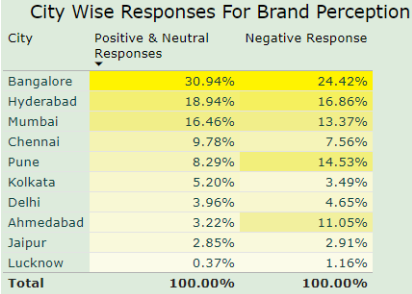 City Wise Responses For Brand Perception
City Positive & Neutral Responses Negative Response
Bangalore 30.94% 24.42%
Hyderabad 18.94% 16.86%
Mumbai 16.46% 13.37%
Chennai 9.78% 7.56%
Pune 8.29% 14.53%
Kolkata 5.20% 3.49%
Delhi 3.96% 4.65%
Ahmedabad 3.22% 11.05%
Jaipur 2.85% 2.91%
Lucknow 0.37% 1.16%
Total 100.00% 100.00%